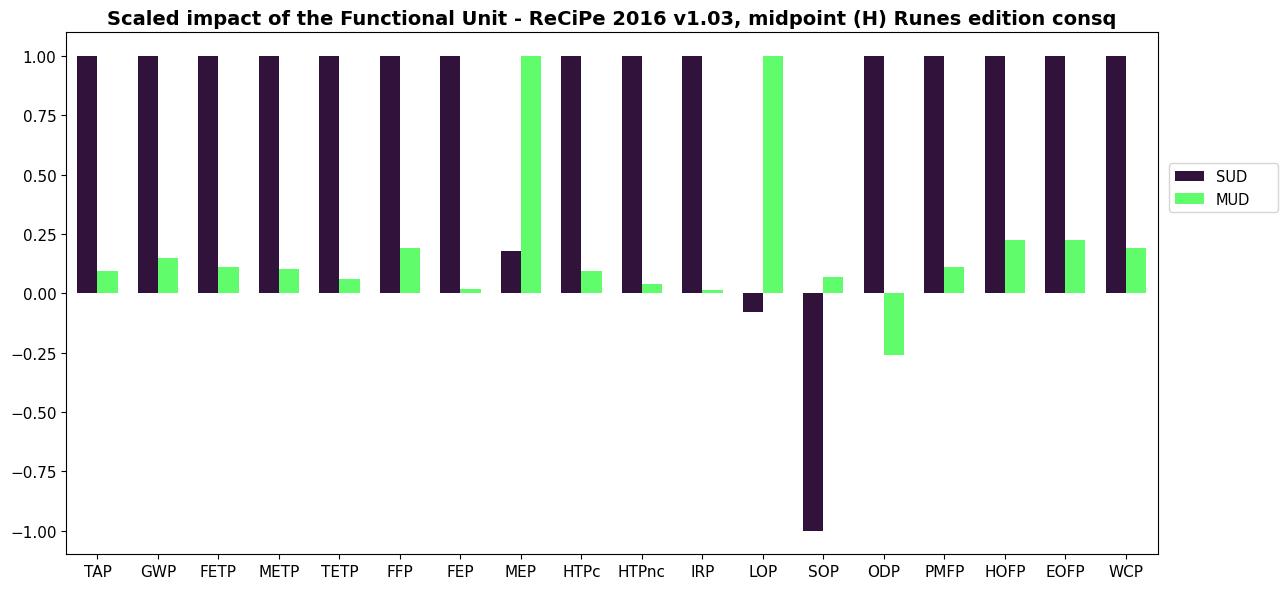 Scaled impact of the Functional Unit - ReCiPe 2016 v1.03, midpoint (H) Runes edition consq
1.00
0.75
0.50
0.25
0.00
−0.25
−0.50
−0.75
−1.00
SUD
MUD
TAP GWP FETP METP TETP FFP FEP MEP HTPc HTPnc IRP LOP SOP ODP PMFP HOFP EOFP WCP